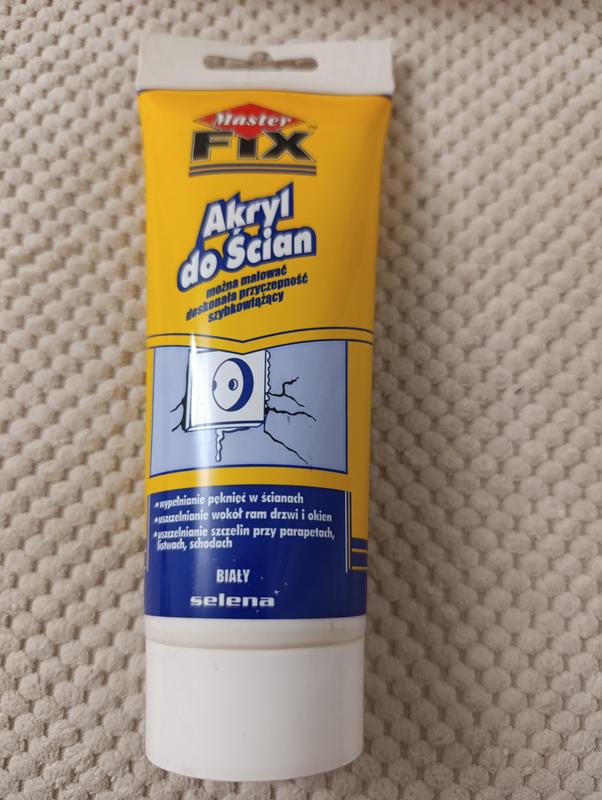 Master
FIX™
Akryl
do Ścian
można malować
doskonała przyczepność
szybkowiążący
• wypełnianie pęknięć w ścianach
• uszczelnianie wokół ram drzwi i okien
• uszczelnianie szczelin przy parapetach,
listwach, schodach
BIAŁY
selena